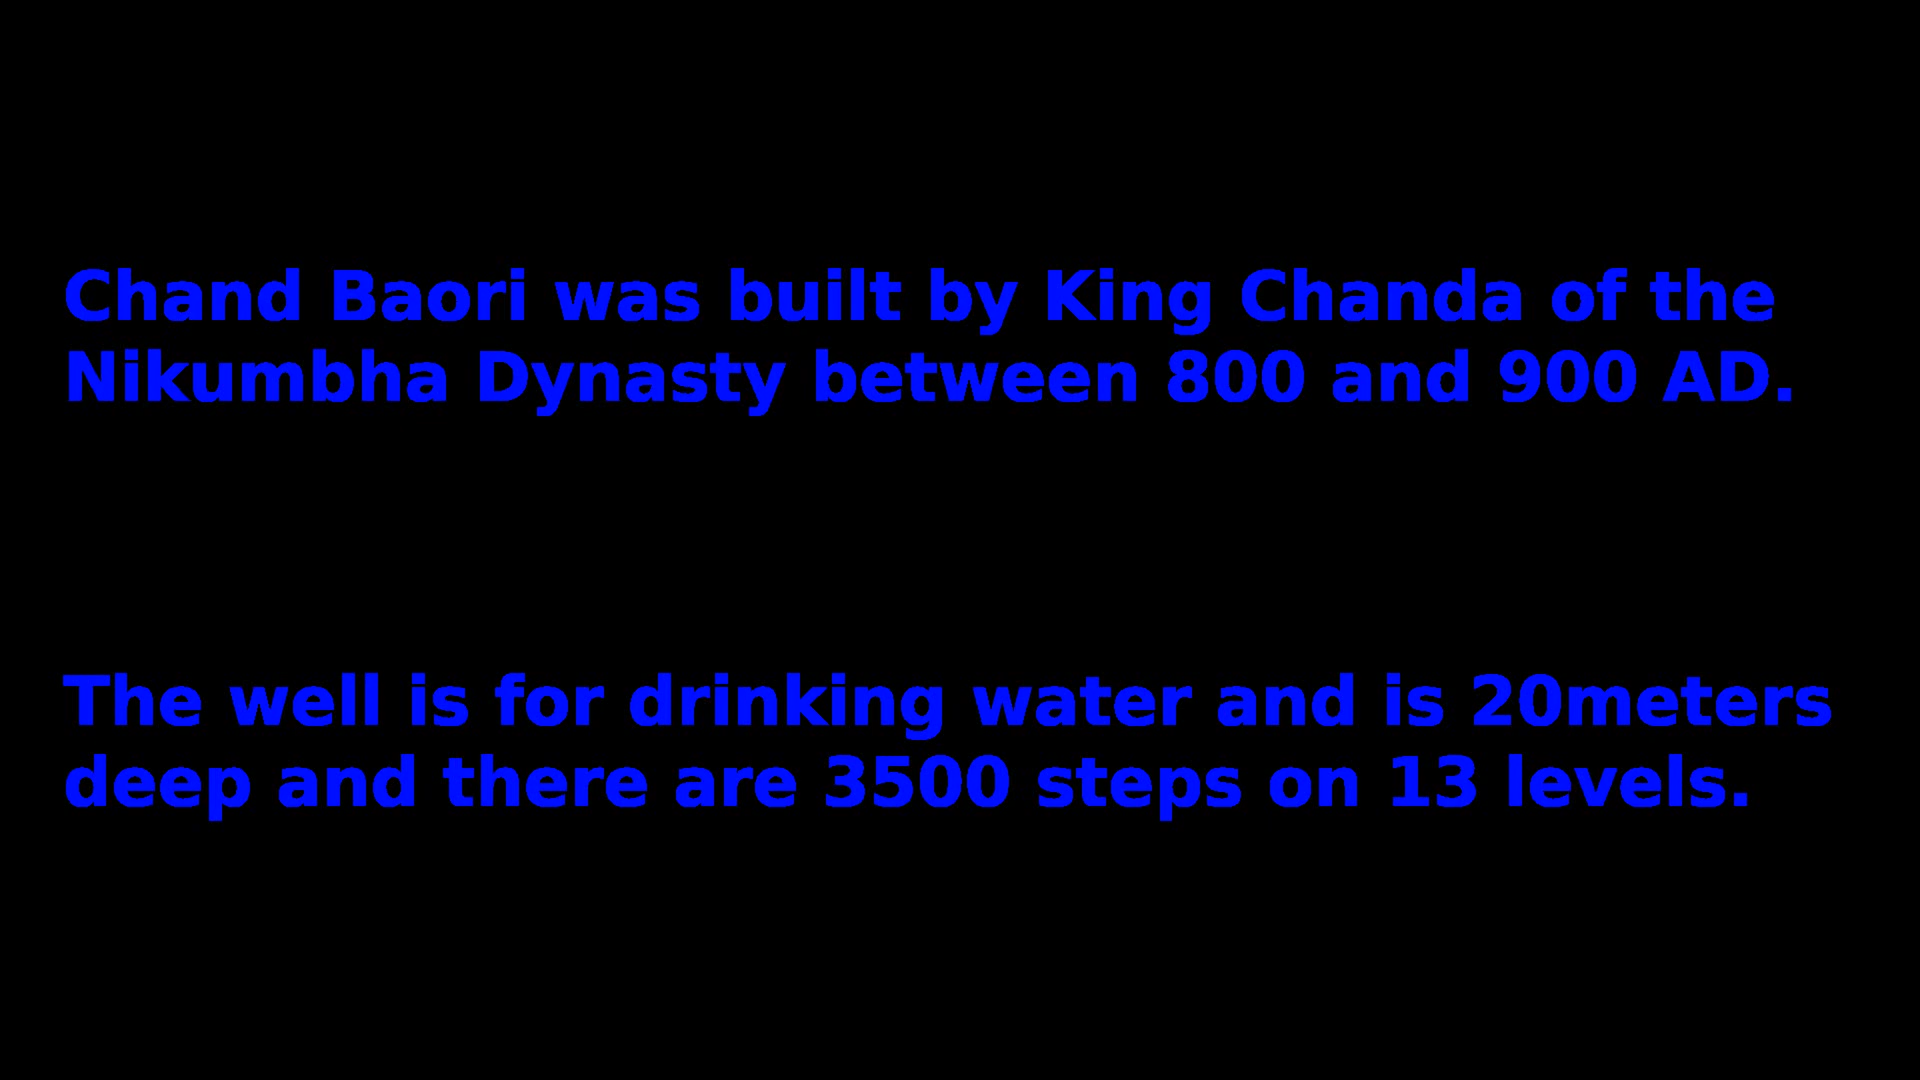 Chand Baori was built by King Chanda of the
Nikumbha Dynasty between 800 and 900 AD.
The well is for drinking water and is 20meters
deep and there are 3500 steps on 13 levels.